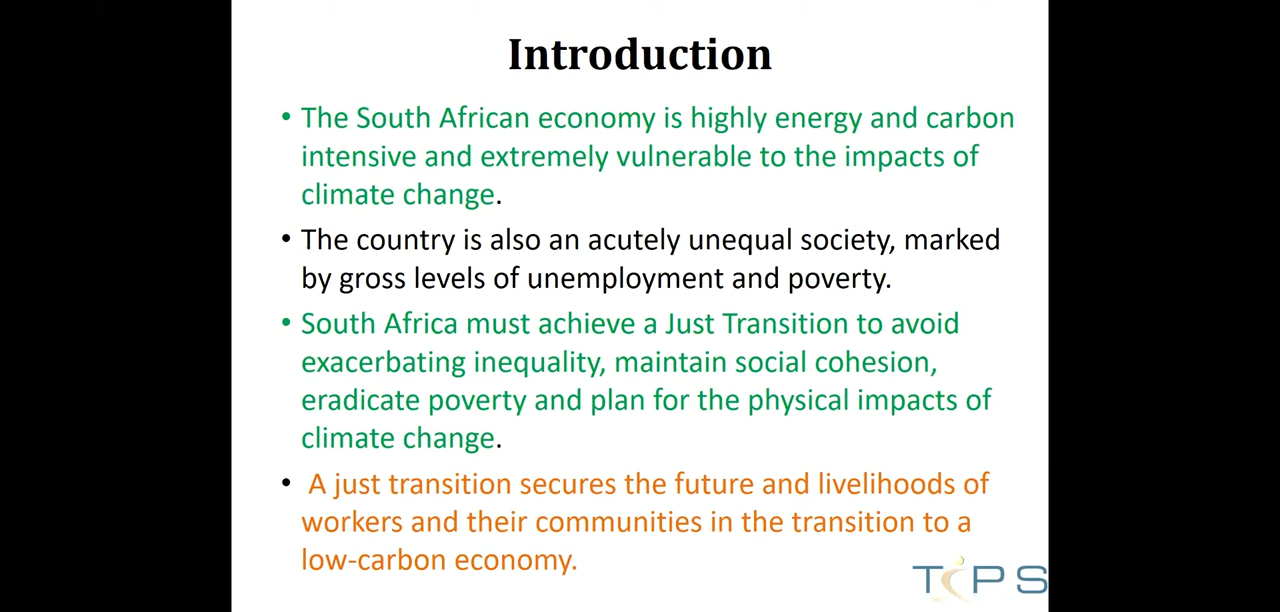 Introduction
• The South African economy is highly energy and carbon
intensive and extremely vulnerable to the impacts of
climate change.
• The country is also an acutely unequal society, marked
by gross levels of unemployment and poverty.
• South Africa must achieve a Just Transition to avoid
exacerbating inequality, maintain social cohesion,
eradicate poverty and plan for the physical impacts of
climate change.
• A just transition secures the future and livelihoods of
workers and their communities in the transition to a
low-carbon economy.
TIPS